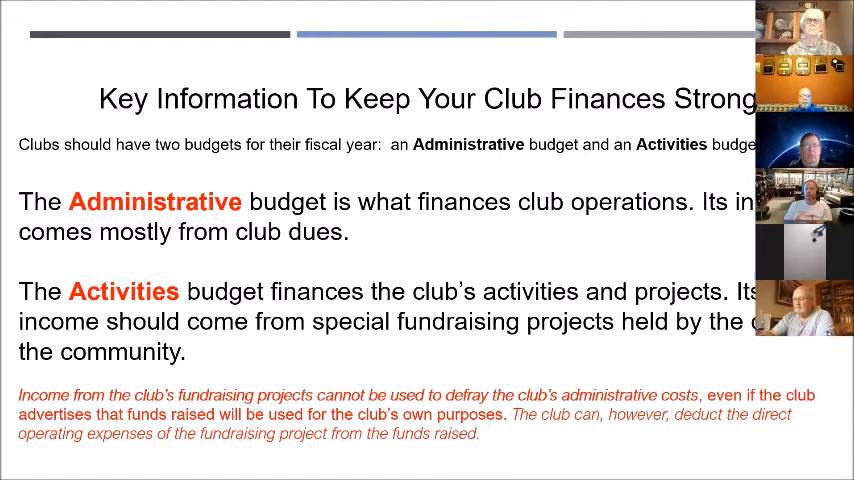 Key Information To Keep Your Club Finances Strong
Clubs should have two budgets for their fiscal year: an Administrative budget and an Activities budge
The Administrative budget is what finances club operations. Its in
comes mostly from club dues.
The Activities budget finances the club's activities and projects. Its
income should come from special fundraising projects held by the
the community.
Income from the club's fundraising projects cannot be used to defray the club's administrative costs, even if the club
advertises that funds raised will be used for the club's own purposes. The club can, however, deduct the direct
operating expenses of the fundraising project from the funds raised.